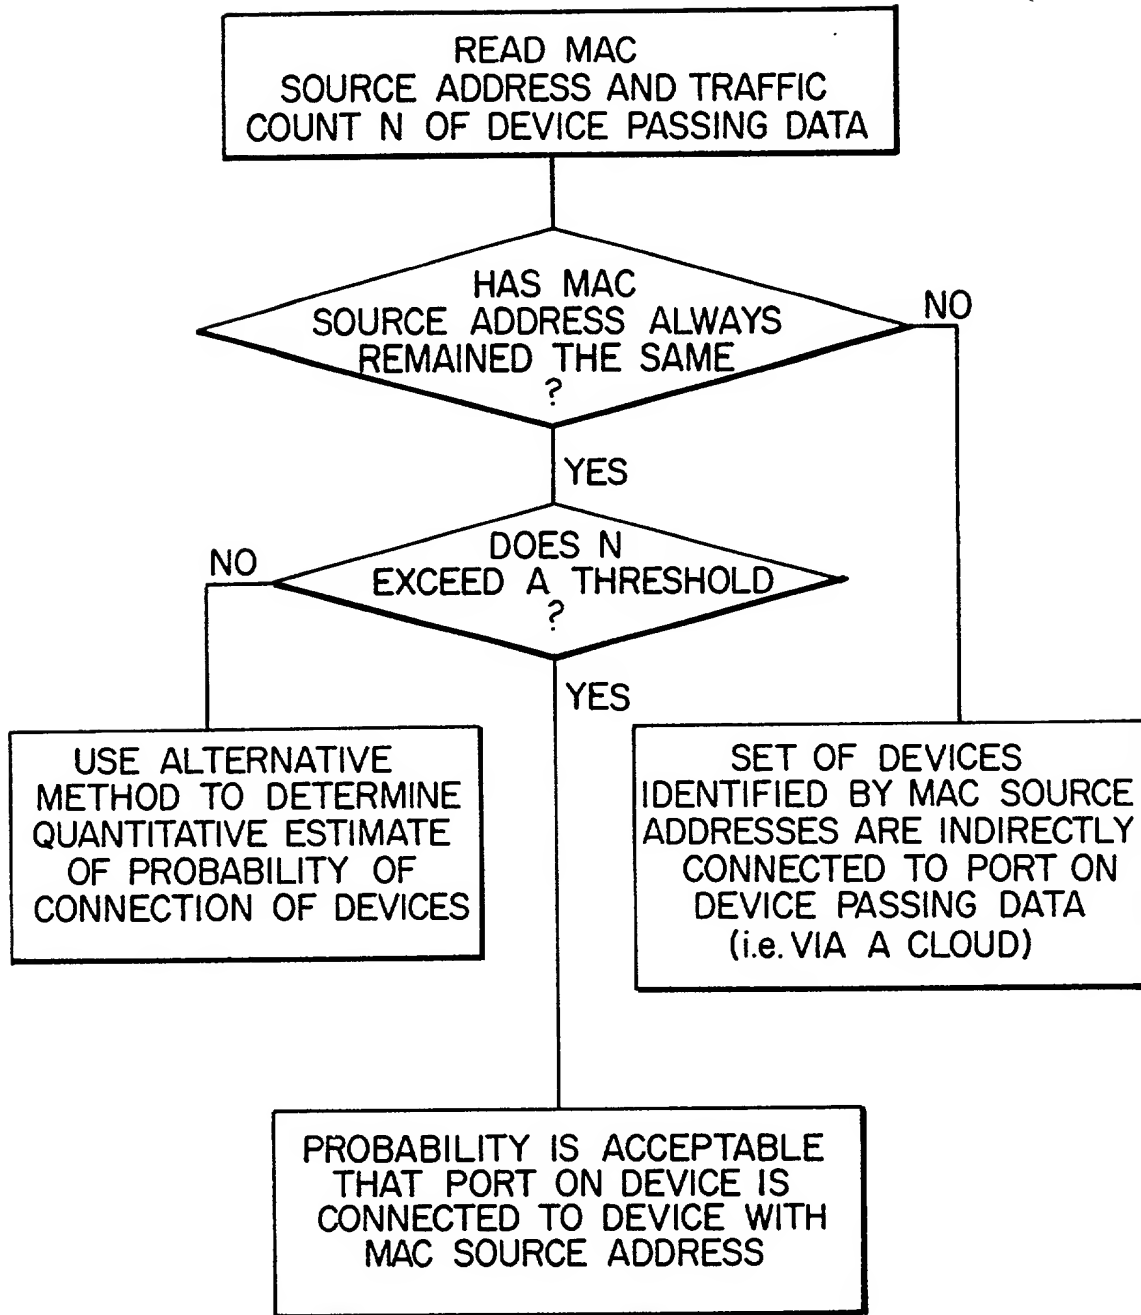 READ MAC
SOURCE ADDRESS AND TRAFFIC
COUNT N OF DEVICE PASSING DATA
HAS MAC
SOURCE ADDRESS ALWAYS
REMAINED THE SAME
?
NO
YES
DOES N
EXCEED A THRESHOLD
?
NO
YES
USE ALTERNATIVE
METHOD TO DETERMINE
QUANTITATIVE ESTIMATE
OF PROBABILITY OF
CONNECTION OF DEVICES
SET OF DEVICES
IDENTIFIED BY MAC SOURCE
ADDRESSES ARE INDIRECTLY
CONNECTED TO PORT ON
DEVICE PASSING DATA
(i.e. VIA A CLOUD)
PROBABILITY IS ACCEPTABLE
THAT PORT ON DEVICE IS
CONNECTED TO DEVICE WITH
MAC SOURCE ADDRESS